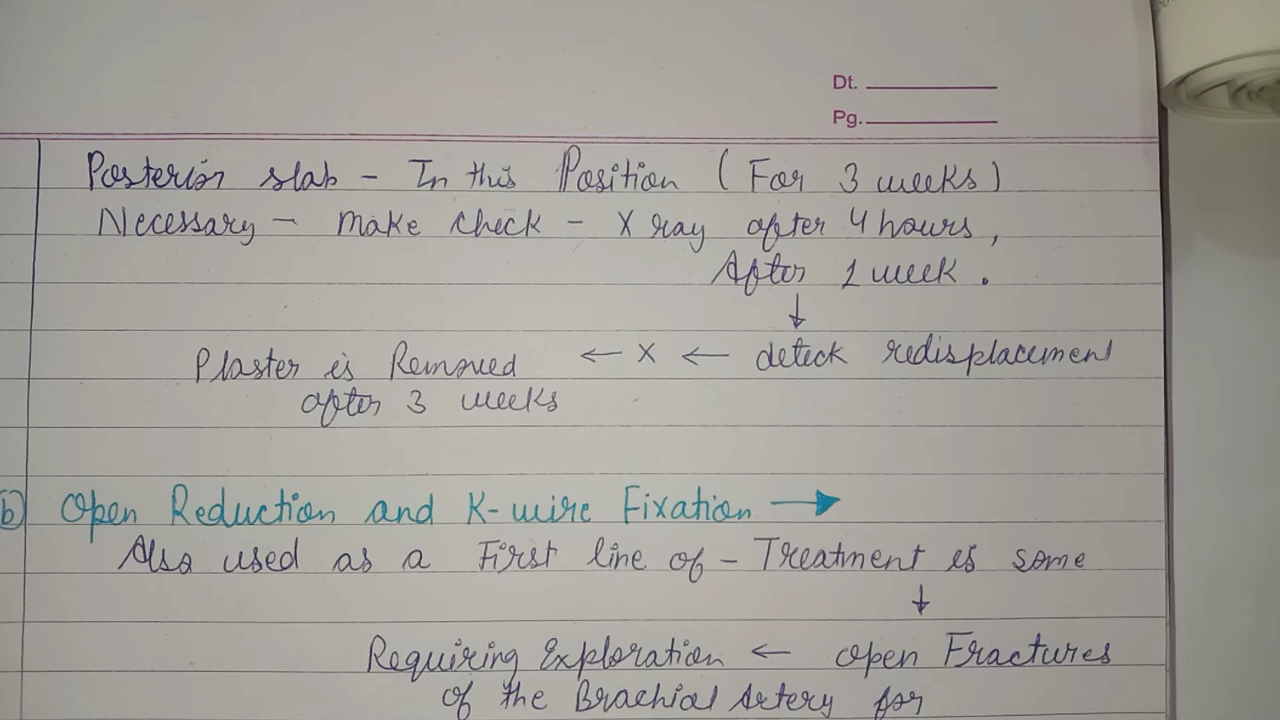 Dt.
Pg.
Posterior slab - In this Position ( For 3 weeks )
Necessary - Make check - X ray after 4 hours,
After 1 week .
↓
Plaster is Removed ← x ← deteck redisplacement
after 3 weeks
b) Open Reduction and K-wire Fixation →
Also used as a First line of - Treatment is some
↓
Requiring Exploration ← open Fractures
of the Brachial Artery for